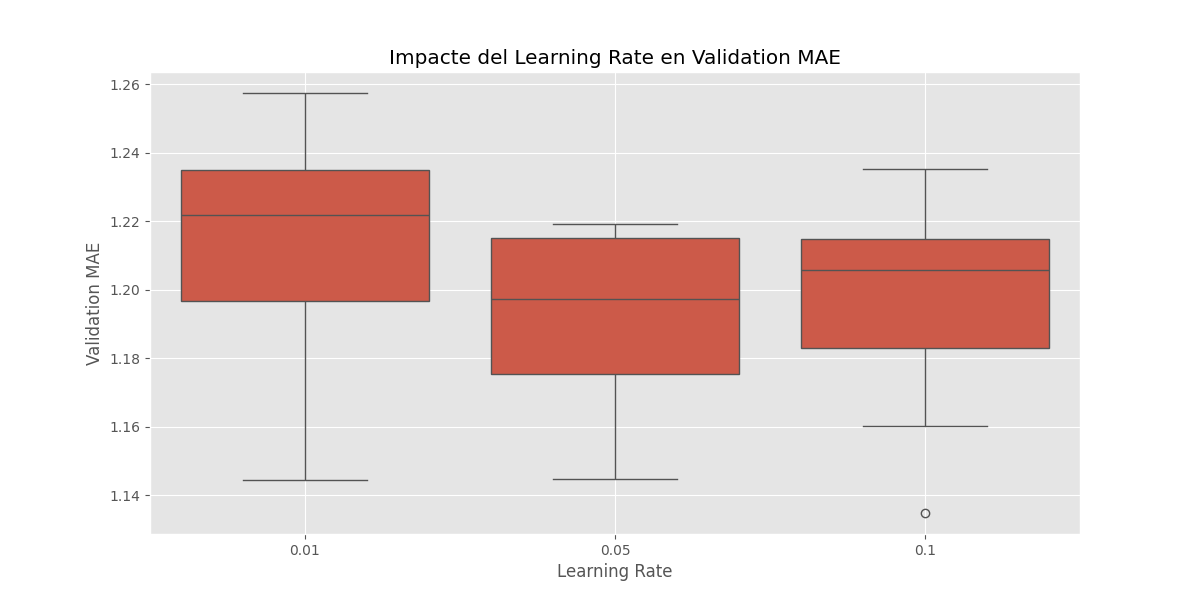 Impacte del Learning Rate en Validation MAE
1.26
1.24
1.22
1.20
1.18
1.16
1.14
Validation MAE
0.01 0.05 0.1
Learning Rate